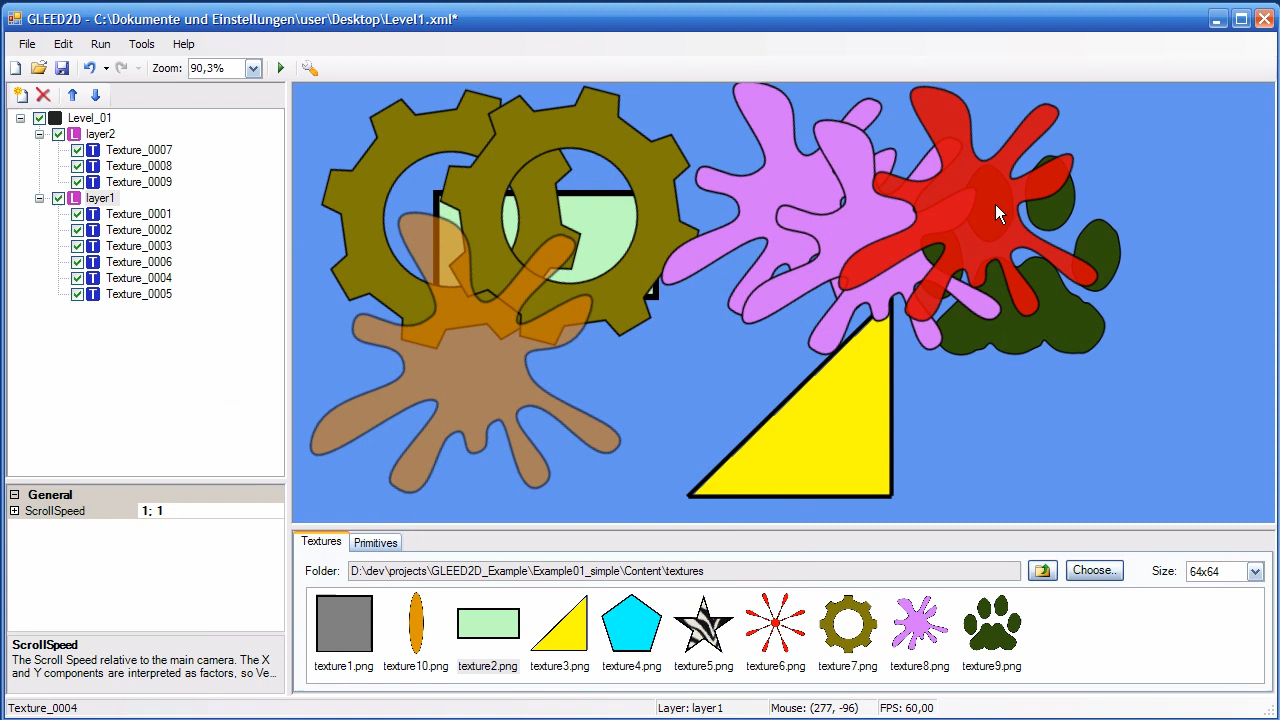 GLEED2D - C:\Dokumente und Einstellungen\user\Desktop\Level1.xml*
File Edit Run Tools Help
Zoom: 90,3%
Level_01
L layer2
T Texture_0007
T Texture_0008
T Texture_0009
L layer1
T Texture_0001
T Texture_0002
T Texture_0003
T Texture_0006
T Texture_0004
T Texture_0005
General
ScrollSpeed 1; 1
ScrollSpeed
The Scroll Speed relative to the main camera. The X
and Y components are interpreted as factors, so Ve...
Textures Primitives
Folder: D:\dev\projects\GLEED2D_Example\Example01_simple\Content\textures Choose.. Size: 64x64
texture1.png texture10.png texture2.png texture3.png texture4.png texture5.png texture6.png texture7.png texture8.png texture9.png
Texture_0004 Layer: layer1 Mouse: (277, -96) FPS: 60,00